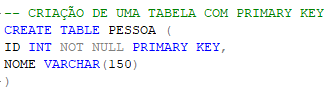 -- CRIAÇÃO DE UMA TABELA COM PRIMARY KEY
CREATE TABLE PESSOA (
ID INT NOT NULL PRIMARY KEY,
NOME VARCHAR(150)
)